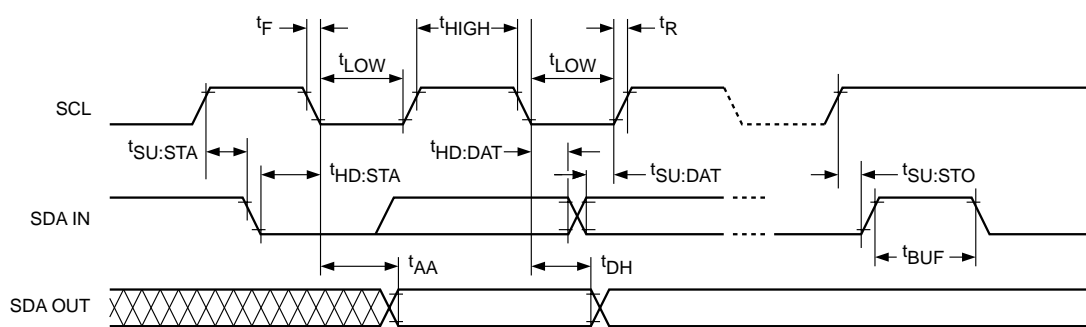 tF
tHIGH
tR
tLOW
tLOW
SCL
tSU:STA
tHD:STA
tHD:DAT
tSU:DAT
tSU:STO
SDA IN
tAA
tDH
tBUF
SDA OUT